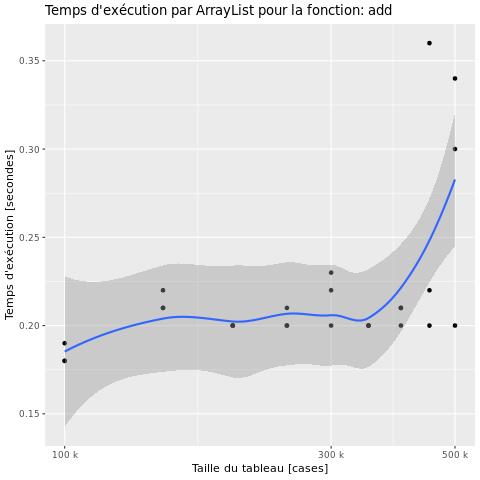 Temps d'exécution par ArrayList pour la fonction: add
0.35
0.30
0.25
0.20
0.15
Temps d'exécution [secondes]
100 k
300 k
500 k
Taille du tableau [cases]